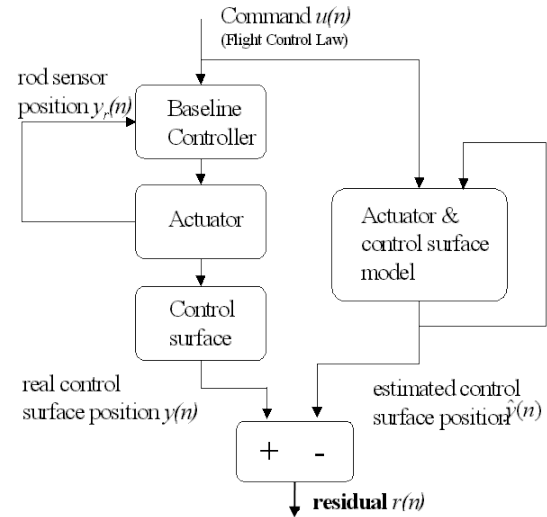 Command u(n)
(Flight Control Law)
rod sensor
position yᵣ(n)
Baseline
Controller
Actuator
Actuator &
control surface
model
Control
surface
real control
surface position y(n)
estimated control
surface position ŷ(n)
+ -
residual r(n)